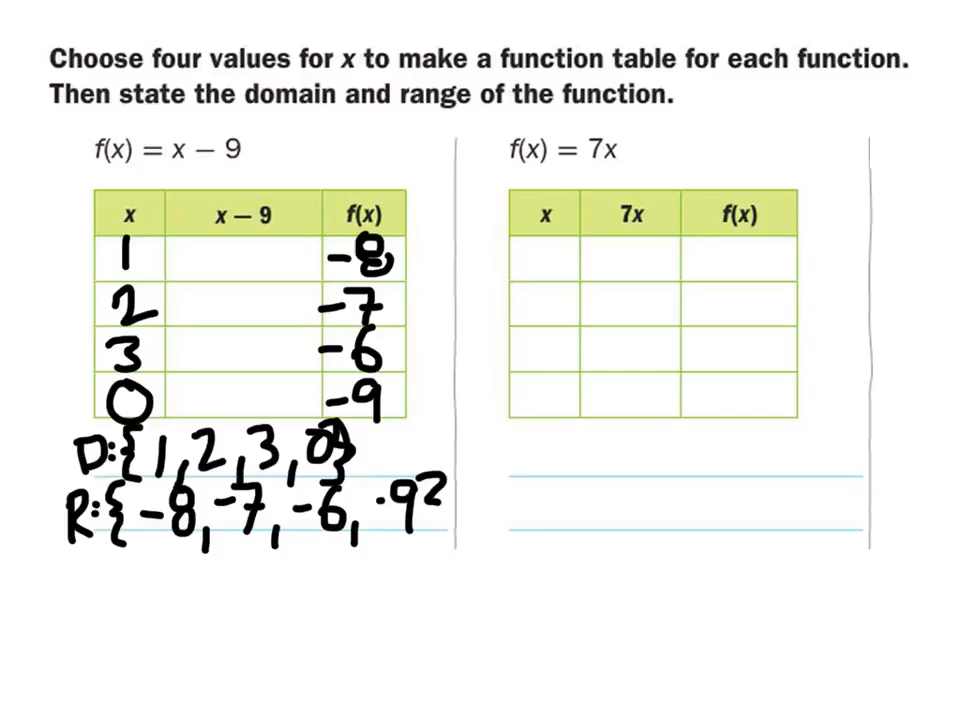 Choose four values for x to make a function table for each function.
Then state the domain and range of the function.
f(x) = x − 9
x x − 9 f(x)
1 -8
2 -7
3 -6
0 -9
D:{1,2,3,0}
R:{-8,-7,-6,-9}
f(x) = 7x
x 7x f(x)